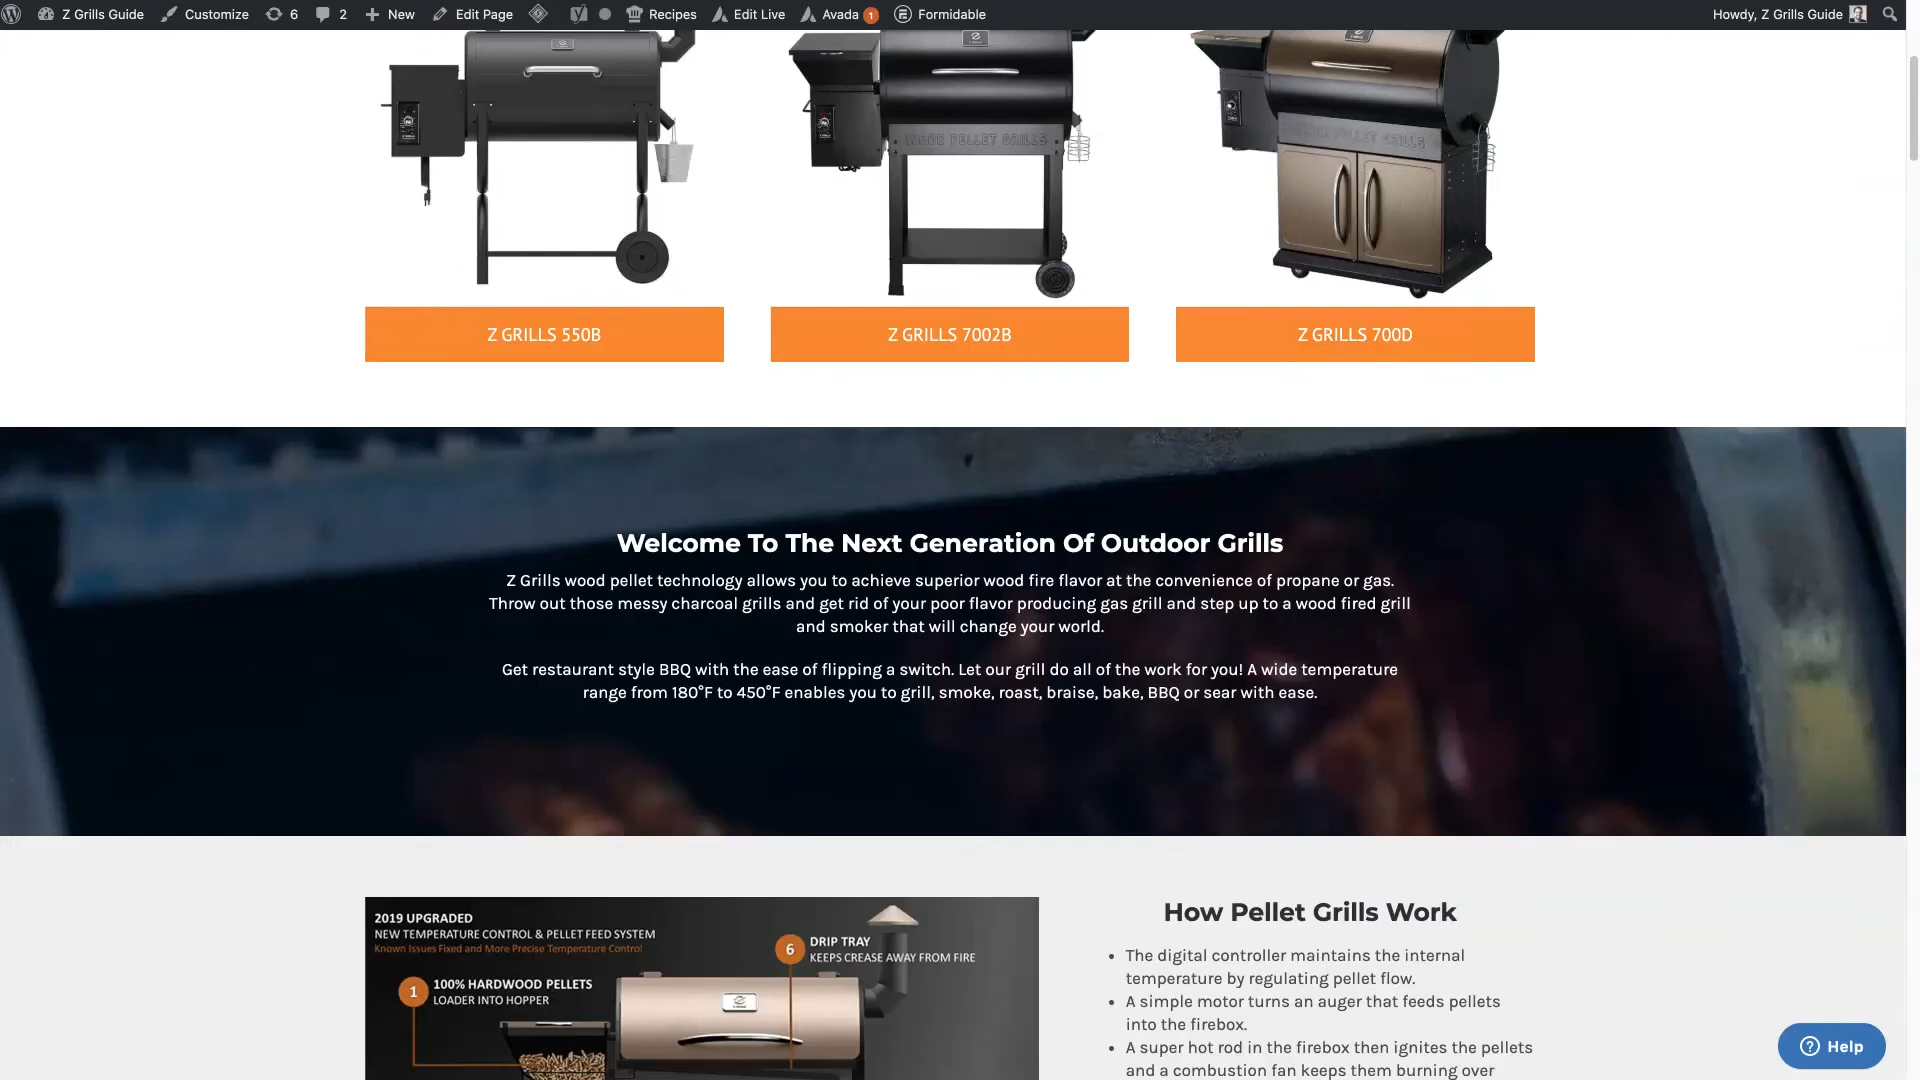 Z Grills Guide Customize 6 2 New Edit Page Recipes Edit Live Avada 1 Formidable Howdy, Z Grills Guide
WOOD PELLET GRILLS
Z GRILLS 550B
Z GRILLS 7002B
Z GRILLS 700D
Welcome To The Next Generation Of Outdoor Grills
Z Grills wood pellet technology allows you to achieve superior wood fire flavor at the convenience of propane or gas.
Throw out those messy charcoal grills and get rid of your poor flavor producing gas grill and step up to a wood fired grill
and smoker that will change your world.
Get restaurant style BBQ with the ease of flipping a switch. Let our grill do all of the work for you! A wide temperature
range from 180°F to 450°F enables you to grill, smoke, roast, braise, bake, BBQ or sear with ease.
2019 UPGRADED
NEW TEMPERATURE CONTROL & PELLET FEED SYSTEM
Known Issues Fixed and More Precise Temperature Control
6 DRIP TRAY
KEEPS CREASE AWAY FROM FIRE
1 100% HARDWOOD PELLETS
LOADER INTO HOPPER
How Pellet Grills Work
• The digital controller maintains the internal
temperature by regulating pellet flow.
• A simple motor turns an auger that feeds pellets
into the firebox.
• A super hot rod in the firebox then ignites the pellets
and a combustion fan keeps them burning over
Help